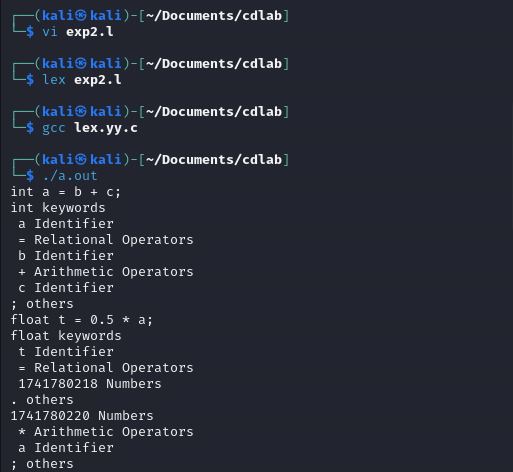 ┌──(kali㉿kali)-[~/Documents/cdlab]
└─$ vi exp2.l
┌──(kali㉿kali)-[~/Documents/cdlab]
└─$ lex exp2.l
┌──(kali㉿kali)-[~/Documents/cdlab]
└─$ gcc lex.yy.c
┌──(kali㉿kali)-[~/Documents/cdlab]
└─$ ./a.out
int a = b + c;
int keywords
 a Identifier
 = Relational Operators
 b Identifier
 + Arithmetic Operators
 c Identifier
; others
float t = 0.5 * a;
float keywords
 t Identifier
 = Relational Operators
 1741780218 Numbers
. others
1741780220 Numbers
 * Arithmetic Operators
 a Identifier
; others